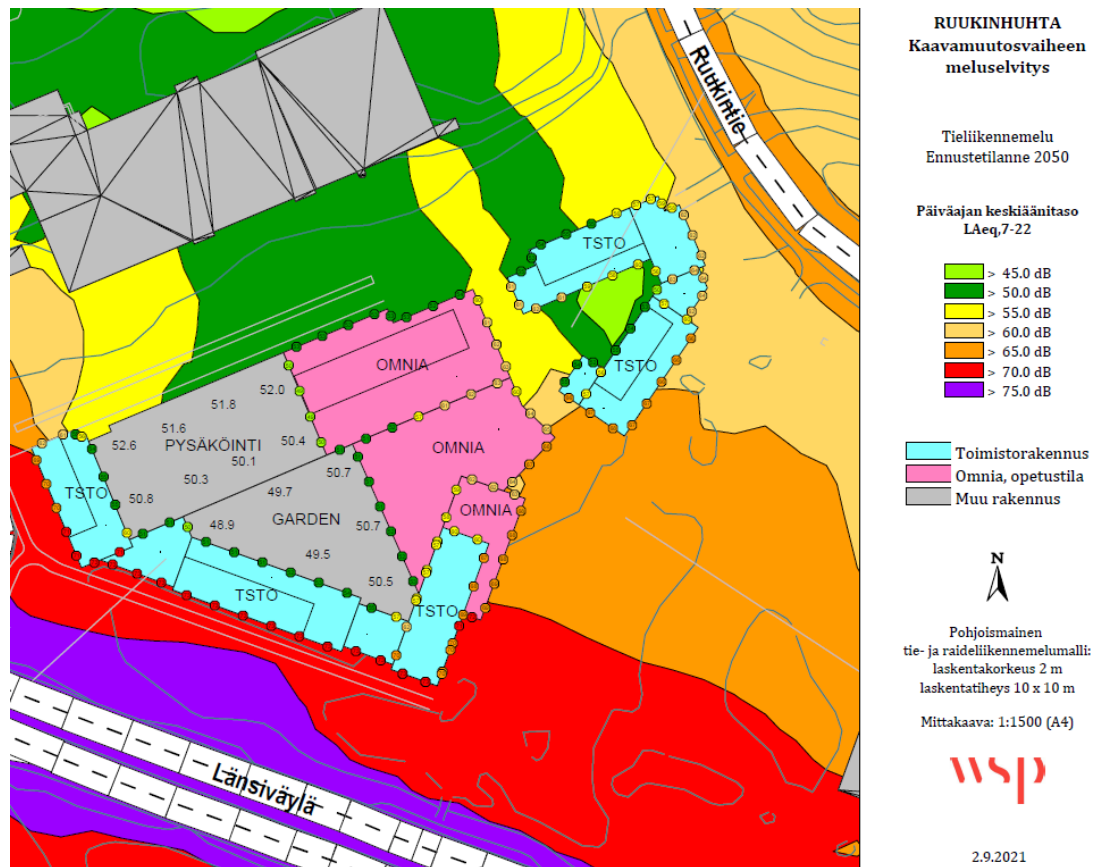 RUUKINHUHTA
Kaavamuutosvaiheen
meluselvitys
Tieliikennemelu
Ennustetilanne 2050
Päiväajan keskiäänitaso
LAeq,7-22
> 45.0 dB
> 50.0 dB
> 55.0 dB
> 60.0 dB
> 65.0 dB
> 70.0 dB
> 75.0 dB
Toimistorakennus
Omnia, opetustila
Muu rakennus
N
Pohjoismainen
tie- ja raideliikennemelumalli:
laskentakorkeus 2 m
laskentatiheys 10 x 10 m
Mittakaava: 1:1500 (A4)
wsp
2.9.2021
Ruukintie
TSTO
TSTO
OMNIA
52.0
51.8
51.6
52.6
PYSÄKÖINTI
50.4
50.1
50.3
50.8
OMNIA
50.7
49.7
GARDEN
48.9
50.7
49.5
50.5
OMNIA
TSTO
TSTO
TSTO
Länsiväylä